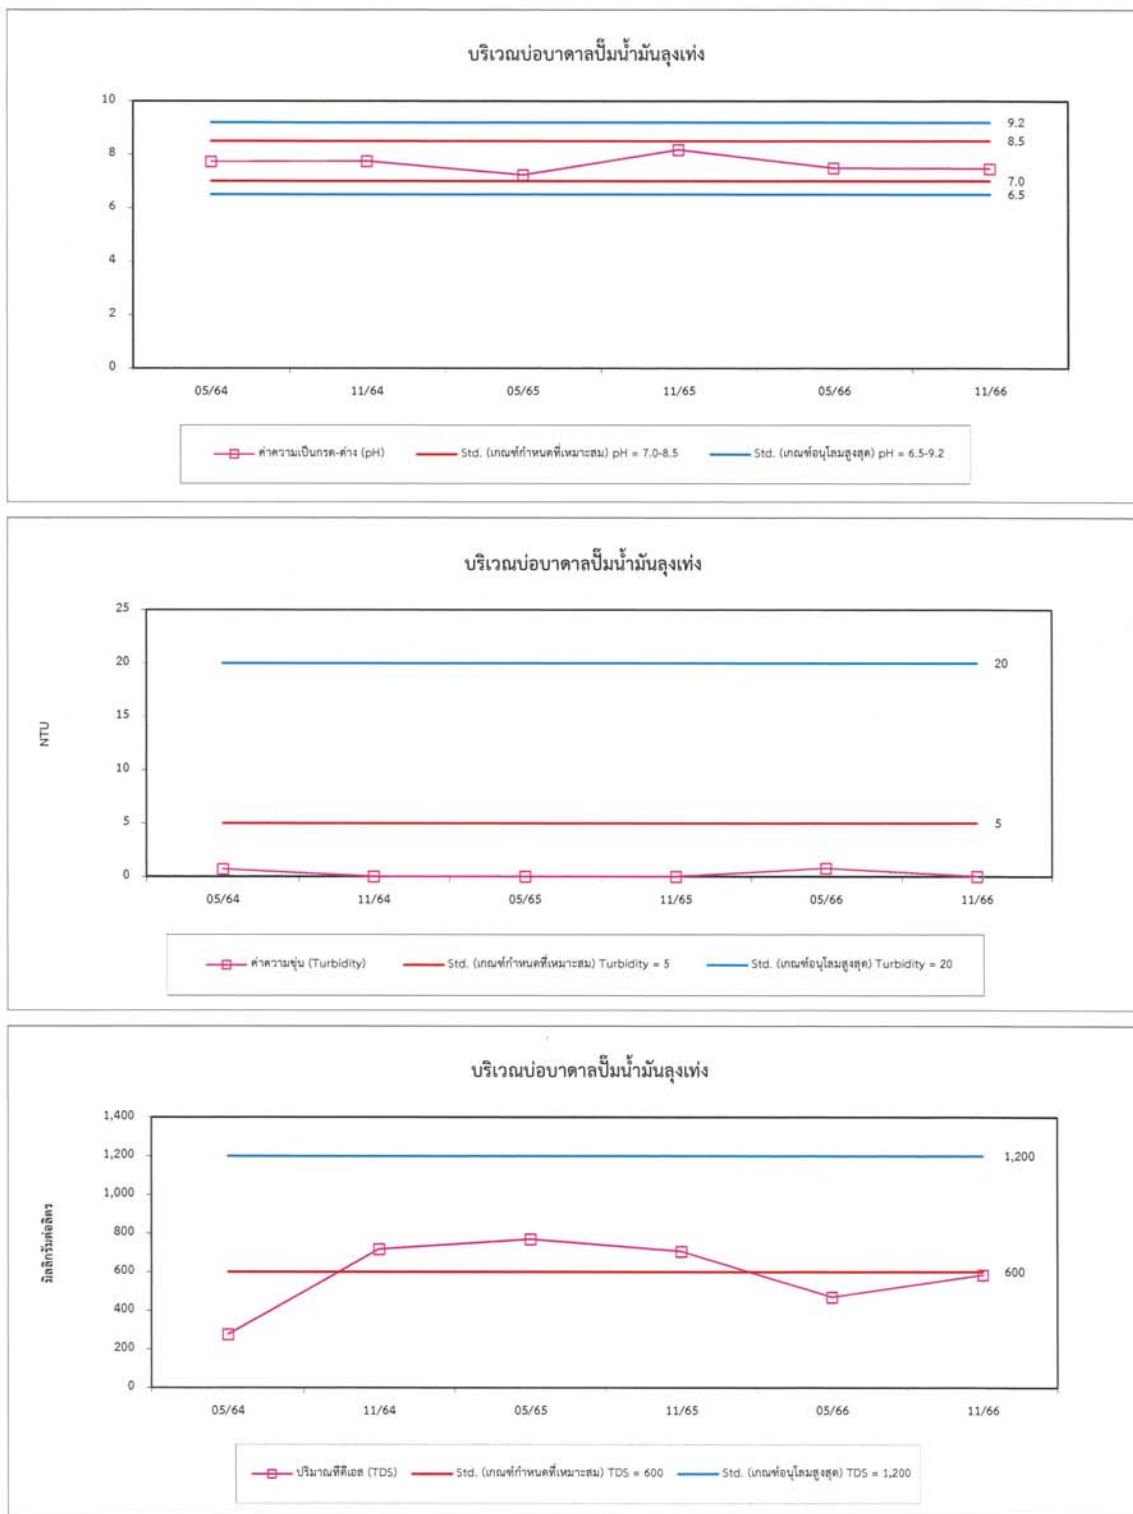 บริเวณบ่อบาดาลปั๊มน้ำมันลุงเท่ง
10
8
6
4
2
0
9.2
8.5
7.0
6.5
05/64 11/64 05/65 11/65 05/66 11/66
ค่าความเป็นกรด-ด่าง (pH) Std. (เกณฑ์กำหนดที่เหมาะสม) pH = 7.0-8.5 Std. (เกณฑ์อนุโลมสูงสุด) pH = 6.5-9.2
บริเวณบ่อบาดาลปั๊มน้ำมันลุงเท่ง
NTU
25
20
15
10
5
0
20
5
05/64 11/64 05/65 11/65 05/66 11/66
ค่าความขุ่น (Turbidity) Std. (เกณฑ์กำหนดที่เหมาะสม) Turbidity = 5 Std. (เกณฑ์อนุโลมสูงสุด) Turbidity = 20
บริเวณบ่อบาดาลปั๊มน้ำมันลุงเท่ง
มิลลิกรัมต่อลิตร
1,400
1,200
1,000
800
600
400
200
0
1,200
600
05/64 11/64 05/65 11/65 05/66 11/66
ปริมาณทีดีเอส (TDS) Std. (เกณฑ์กำหนดที่เหมาะสม) TDS = 600 Std. (เกณฑ์อนุโลมสูงสุด) TDS = 1,200